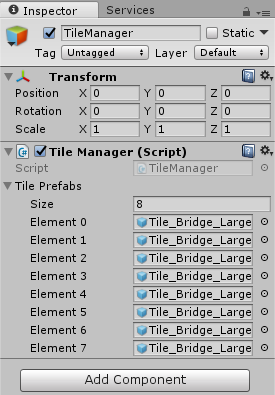 Inspector Services
TileManager Static
Tag Untagged Layer Default
Transform
Position X 0 Y 0 Z 0
Rotation X 0 Y 0 Z 0
Scale X 1 Y 1 Z 1
Tile Manager (Script)
Script TileManager
Tile Prefabs
Size 8
Element 0 Tile_Bridge_Large
Element 1 Tile_Bridge_Large
Element 2 Tile_Bridge_Large
Element 3 Tile_Bridge_Large
Element 4 Tile_Bridge_Large
Element 5 Tile_Bridge_Large
Element 6 Tile_Bridge_Large
Element 7 Tile_Bridge_Large
Add Component